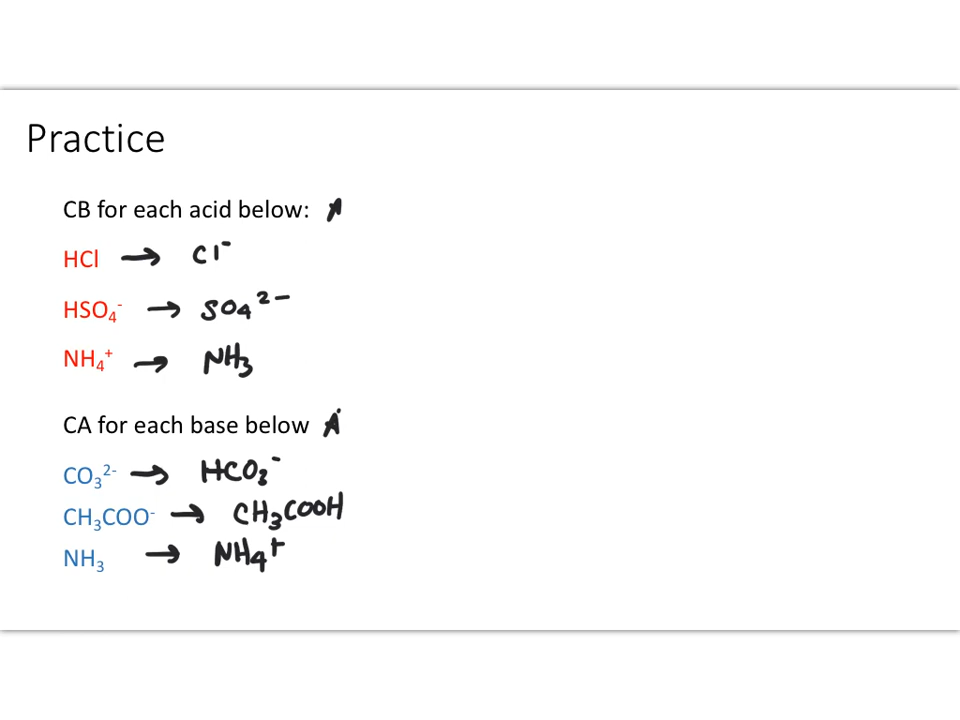 Practice
CB for each acid below: A
HCl → Cl⁻
HSO₄⁻ → SO₄²⁻
NH₄⁺ → NH₃
CA for each base below A
CO₃²⁻ → HCO₃⁻
CH₃COO⁻ → CH₃COOH
NH₃ → NH₄⁺